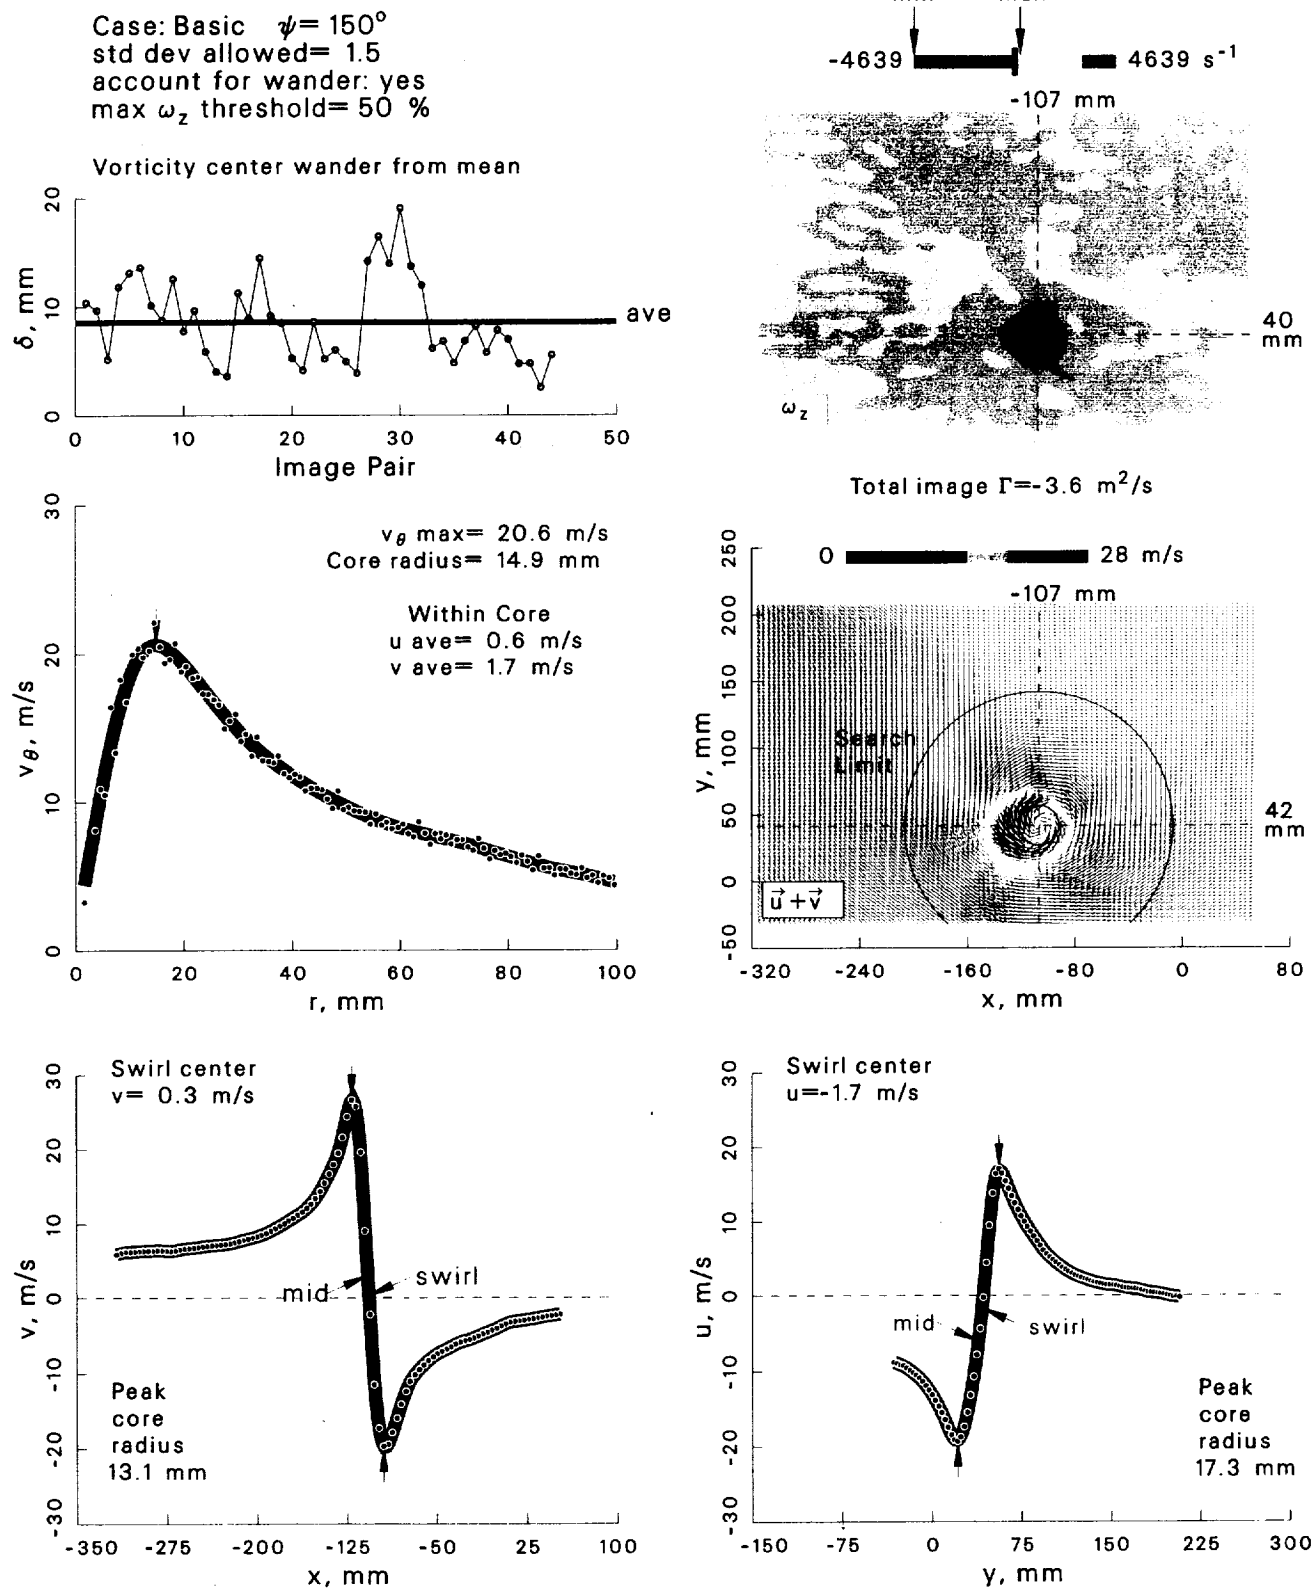 Case: Basic ψ= 150°
std dev allowed= 1.5
account for wander: yes
max ω_z threshold= 50 %
Vorticity center wander from mean
20
10
0
δ, mm
ave
0 10 20 30 40 50
Image Pair
-4639 4639 s⁻¹
-107 mm
40
mm
ω_z
Total image Γ=-3.6 m²/s
30
20
10
0
v_θ, m/s
v_θ max= 20.6 m/s
Core radius= 14.9 mm
Within Core
u ave= 0.6 m/s
v ave= 1.7 m/s
0 20 40 60 80 100
r, mm
0 28 m/s
-107 mm
250
200
150
100
50
0
-50
y, mm
Search
Limit
42
mm
u⃗+v⃗
-320 -240 -160 -80 0 80
x, mm
Swirl center
v= 0.3 m/s
30
20
10
0
-10
-20
-30
v, m/s
mid
swirl
Peak
core
radius
13.1 mm
-350 -275 -200 -125 -50 25 100
x, mm
Swirl center
u=-1.7 m/s
30
20
10
0
-10
-20
-30
u, m/s
mid
swirl
Peak
core
radius
17.3 mm
-150 -75 0 75 150 225 300
y, mm